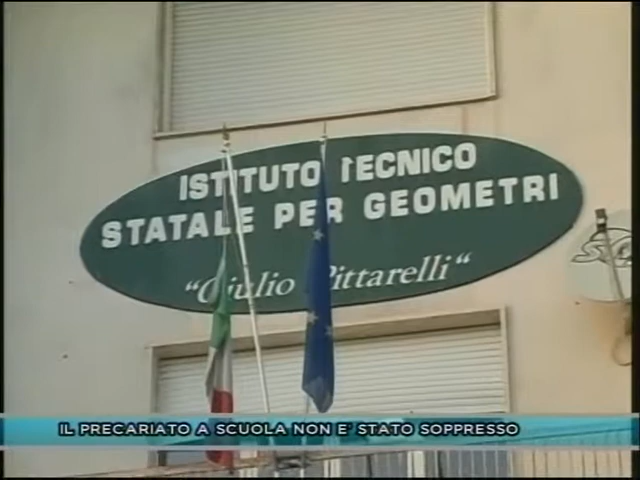 ISTITUTO TECNICO
STATALE PER GEOMETRI
"Giulio Pittarelli"
IL PRECARIATO A SCUOLA NON E' STATO SOPPRESSO